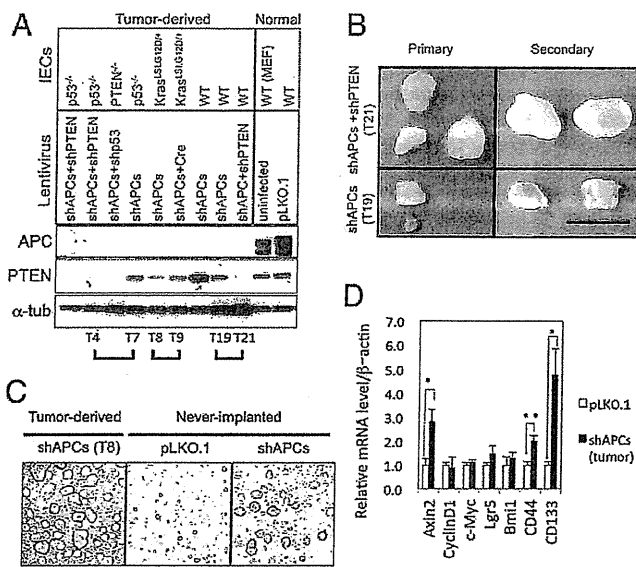 A
Tumor-derived
Normal
IECs
p53-/-
p53-/-
PTEN-/-
p53-/-
KrasLSLG12D/+
KrasLSLG12D/+
WT
WT
WT
WT (MEF)
WT
Lentivirus
shAPCs+shPTEN
shAPCs+shPTEN
shAPCs+shp53
shAPCs
shAPCs
shAPCs+Cre
shAPCs
shAPCs
shAPC+shPTEN
uninfected
pLKO.1
APC
PTEN
α-tub
T4 T7 T8 T9 T19 T21
B
Primary Secondary
shAPCs +shPTEN
(T21)
shAPCs
(T19)
C
Tumor-derived
Never-implanted
shAPCs (T8) pLKO.1 shAPCs
D
Relative mRNA level/β-actin
7.0
6.0
5.0
4.0
3.0
2.0
1.0
0.0
*
* *
*
Axin2
CyclinD1
c-Myc
Lgr5
Bmi1
CD44
CD133
pLKO.1
shAPCs
(tumor)